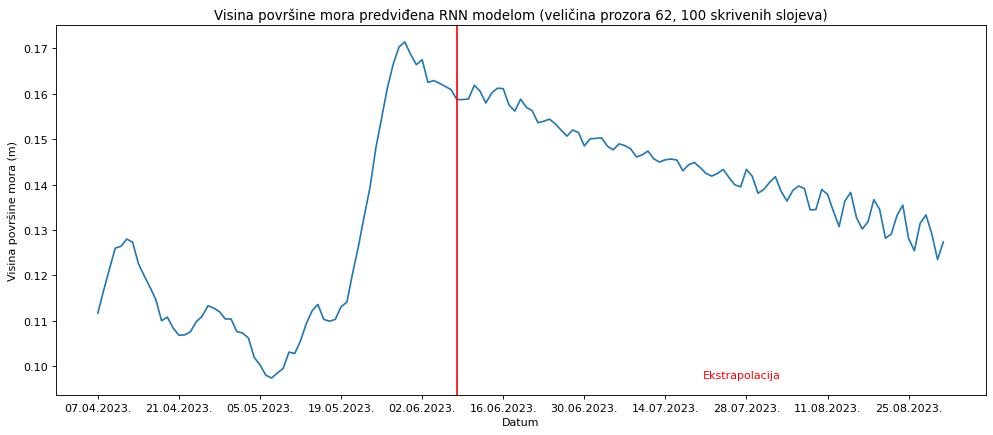 Visina površine mora predviđena RNN modelom (veličina prozora 62, 100 skrivenih slojeva)
Visina površine mora (m)
0.17
0.16
0.15
0.14
0.13
0.12
0.11
0.10
Ekstrapolacija
07.04.2023. 21.04.2023. 05.05.2023. 19.05.2023. 02.06.2023. 16.06.2023. 30.06.2023. 14.07.2023. 28.07.2023. 11.08.2023. 25.08.2023.
Datum